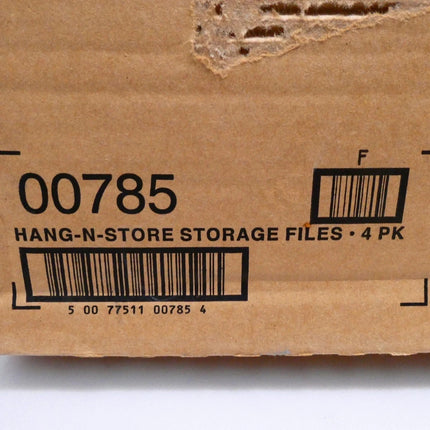 F
00785
HANG-N-STORE STORAGE FILES • 4 PK
5 00 77511 00785 4